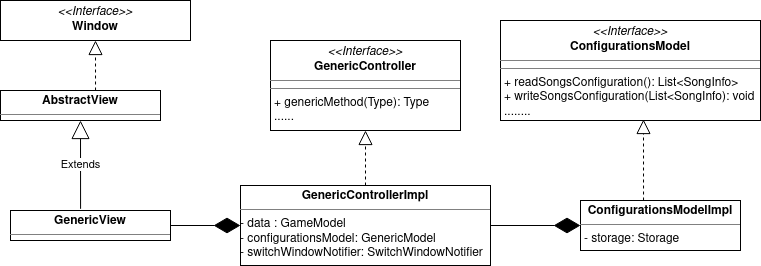 <<Interface>>
Window
AbstractView
Extends
GenericView
<<Interface>>
GenericController
+ genericMethod(Type): Type
......
GenericControllerImpl
- data : GameModel
- configurationsModel: GenericModel
- switchWindowNotifier: SwitchWindowNotifier
<<Interface>>
ConfigurationsModel
+ readSongsConfiguration(): List<SongInfo>
+ writeSongsConfiguration(List<SongInfo): void
........
ConfigurationsModelImpl
- storage: Storage